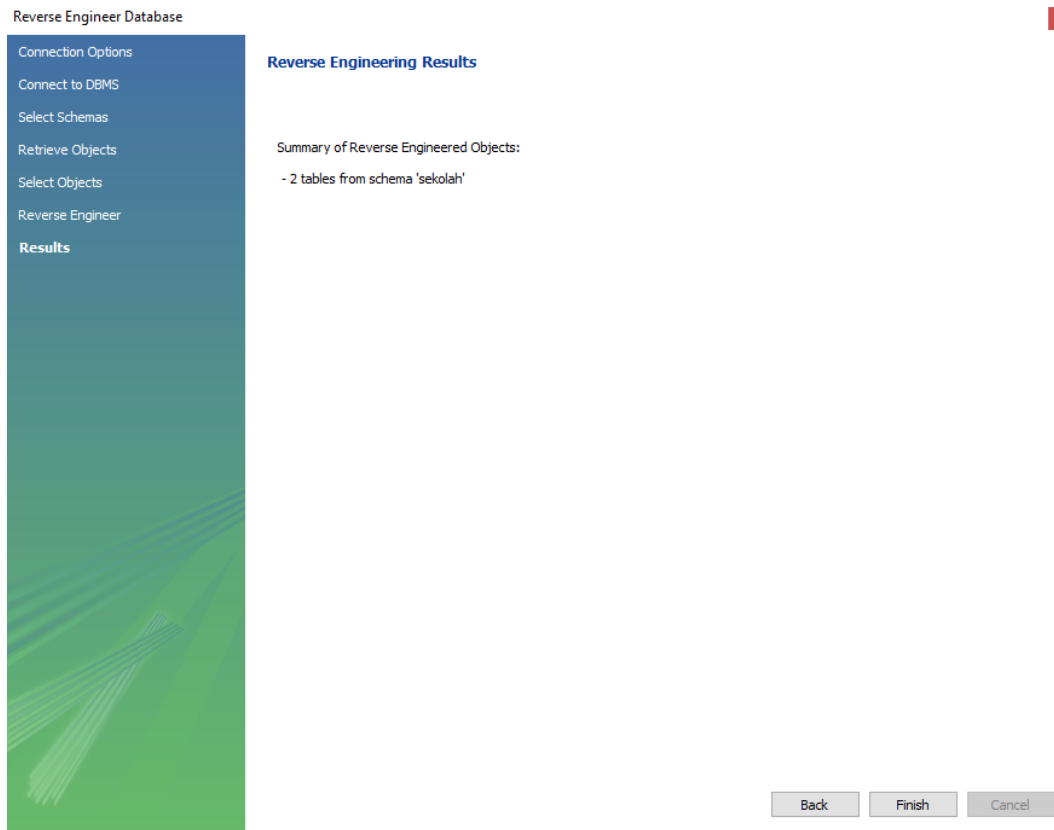 Reverse Engineer Database
Connection Options
Connect to DBMS
Select Schemas
Retrieve Objects
Select Objects
Reverse Engineer
Results
Reverse Engineering Results
Summary of Reverse Engineered Objects:
- 2 tables from schema 'sekolah'
Back
Finish
Cancel